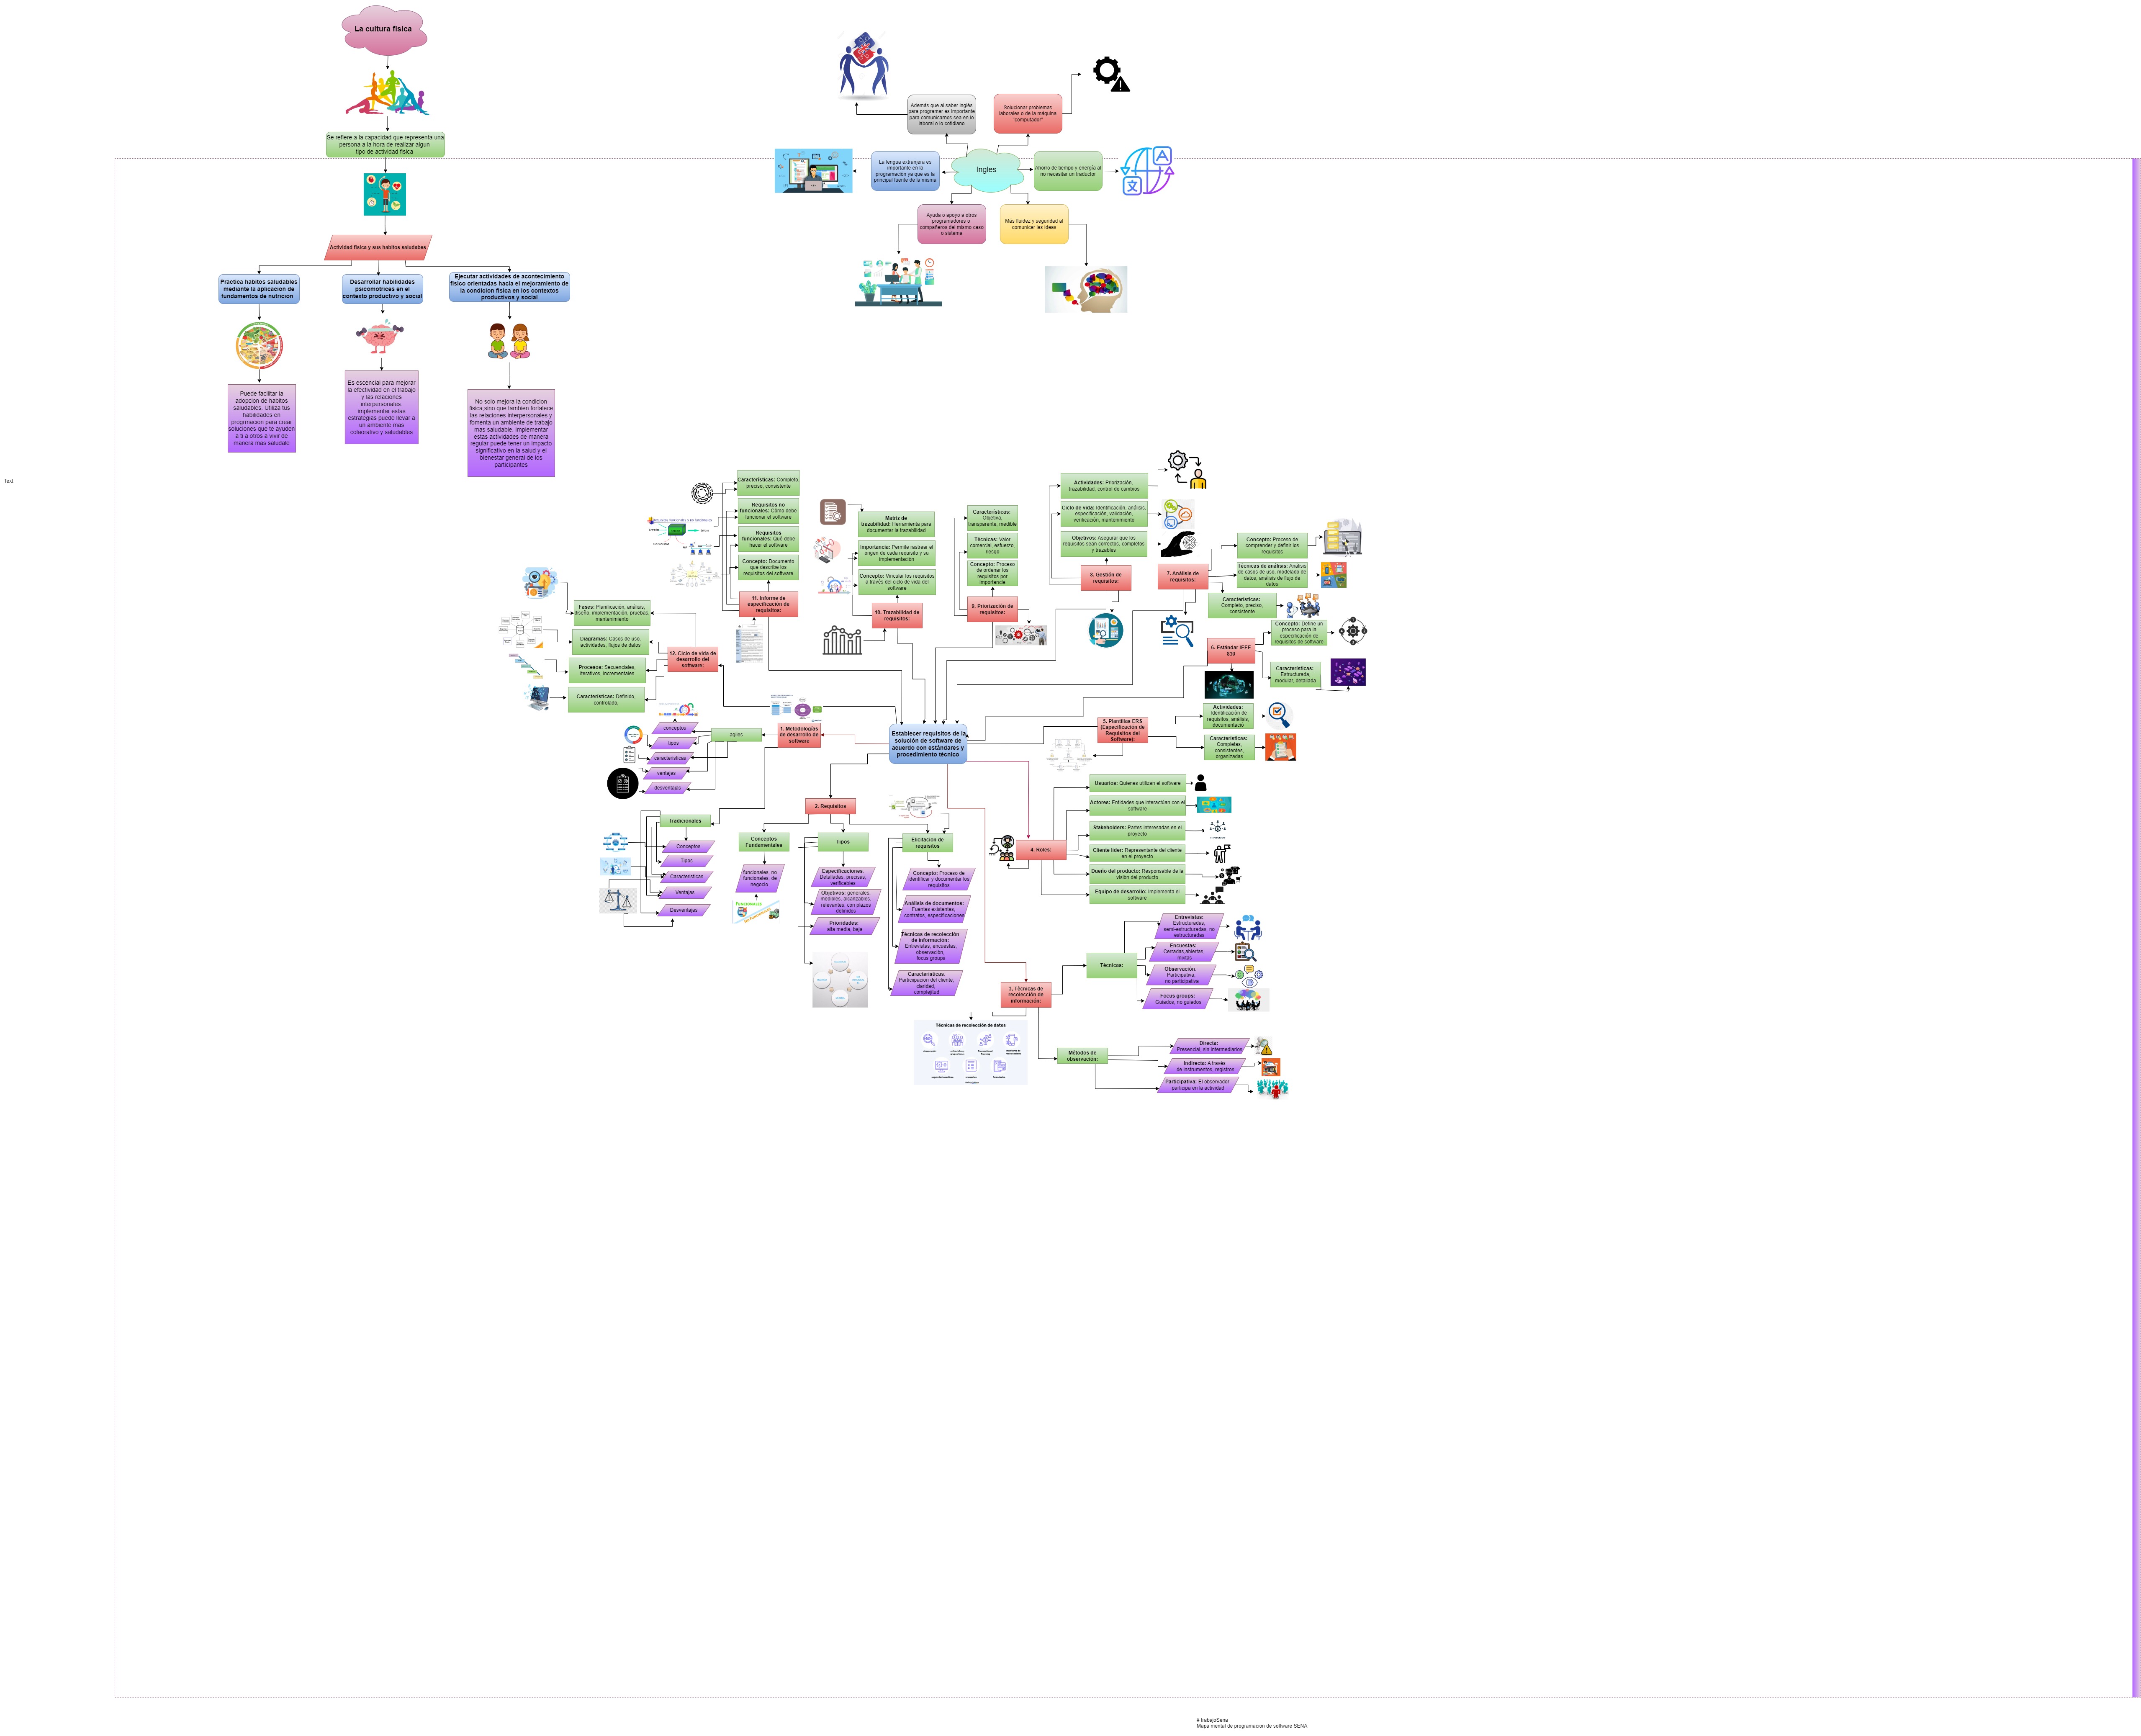 La cultura fisica
Se refiere a la capacidad que representa una
persona a la hora de realizar algun
tipo de actividad fisica
Actividad fisica y sus habitos saludabes
Practica habitos saludables
mediante la aplicacion de
fundamentos de nutricion
Desarrollar habilidades
psicomotrices en el
contexto productivo y social
Ejecutar actividades de acontecimiento
fisico orientadas hacia el mejoramiento de
la condicion fisica en los contextos
productivos y social
Puede facilitar la
adopcion de habitos
saludables. Utiliza tus
habilidades en
progrmacion para crear
soluciones que te ayuden
a ti a otros a vivir de
manera mas saludale
Es escencial para mejorar
la efectividad en el trabajo
y las relaciones
interpersonales.
implementar estas
estrategias puede llevar a
un ambiente mas
colaorativo y saludables
No solo mejora la condicion
fisica,sino que tambien fortalece
las relaciones interpersonales y
fomenta un ambiente de trabajo
mas saludable. Implementar
estas actividades de manera
regular puede tener un impacto
significativo en la salud y el
bienestar general de los
participantes
Además que al saber inglés
para programar es importante
para comunicarnos sea en lo
laboral o lo cotidiano
Solucionar problemas
laborales o de la máquina
"computador"
La lengua extranjera es
importante en la
programación ya que es la
principal fuente de la misma
Ingles
Ahorro de tiempo y energía al
no necesitar un traductor
Ayuda o apoyo a otros
programadores o
compañeros del mismo caso
o sistema
Más fluidez y seguridad al
comunicar las ideas
Text
Características: Completo,
preciso, consistente
Requisitos no
funcionales: Cómo debe
funcionar el software
Requisitos
funcionales: Qué debe
hacer el software
Concepto: Documento
que describe los
requisitos del software
11. Informe de
especificación de
requisitos:
Matriz de
trazabilidad: Herramienta para
documentar la trazabilidad
Importancia: Permite rastrear el
origen de cada requisito y su
implementación
Concepto: Vincular los requisitos
a través del ciclo de vida del
software
10. Trazabilidad de
requisitos:
Características:
Objetiva,
transparente, medible
Técnicas: Valor
comercial, esfuerzo,
riesgo
Concepto: Proceso
de ordenar los
requisitos por
importancia
9. Priorización de
requisitos:
Actividades: Priorización,
trazabilidad, control de cambios
Ciclo de vida: Identificación, análisis,
especificación, validación,
verificación, mantenimiento
Objetivos: Asegurar que los
requisitos sean correctos, completos
y trazables
8. Gestión de
requisitos:
Concepto: Proceso de
comprender y definir los
requisitos
Técnicas de análisis: Análisis
de casos de uso, modelado de
datos, análisis de flujo de
datos
Características:
Completo, preciso,
consistente
7. Análisis de
requisitos:
Concepto: Define un
proceso para la
especificación de
requisitos de software
6. Estándar IEEE
830
Características:
Estructurada,
modular, detallada
Fases: Planificación, análisis,
diseño, implementación, pruebas,
mantenimiento
Diagramas: Casos de uso,
actividades, flujos de datos
Procesos: Secuenciales,
iterativos, incrementales
Características: Definido,
controlado,
12. Ciclo de vida de
desarrollo del
software:
Establecer requisitos de la
solución de software de
acuerdo con estándares y
procedimiento técnico
5. Plantillas ERS
(Especificación de
Requisitos del
Software):
Actividades:
Identificación de
requisitos, análisis,
documentació
Características:
Completas,
consistentes,
organizadas
1. Metodologías
de desarrollo de
software
agiles
conceptos
tipos
caracteristicas
ventajas
desventajas
Tradicionales
Conceptos
Tipos
Caracteristicas
Ventajas
Desventajas
2. Requisitos
Conceptos
Fundamentales
funcionales, no
funcionales, de
negocio
Tipos
Especificaciones:
Detalladas, precisas,
verificables
Objetivos: generales,
medibles, alcanzables,
relevantes, con plazos
definidos
Prioridades:
alta media, baja
Elicitacion de
requisitos
Concepto: Proceso de
identificar y documentar los
requisitos
Análisis de documentos:
Fuentes existentes,
contratos, especificaciones
Técnicas de recolección
de información:
Entrevistas, encuestas,
observación,
focus groups
Características:
Participacion del cliente
claridad,
complejitud
4. Roles:
Usuarios: Quienes utilizan el software
Actores: Entidades que interactúan con el
software
Stakeholders: Partes interesadas en el
proyecto
Cliente líder: Representante del cliente
en el proyecto
Dueño del producto: Responsable de la
visión del producto
Equipo de desarrollo: Implementa el
software
3, Técnicas de
recolección de
información:
Técnicas:
Entrevistas:
Estructuradas,
semi-estructuradas, no
estructuradas
Encuestas:
Cerradas,abiertas,
mixtas
Observación:
Participativa,
no participativa
Focus groups:
Guiados, no guiados
Técnicas de recolección de datos
Métodos de
observación:
Directa:
Presencial, sin intermediarios
Indirecta: A través
de instrumentos, registros
Participativa: El observador
participa en la actividad
# trabajoSena
Mapa mental de programacion de software SENA